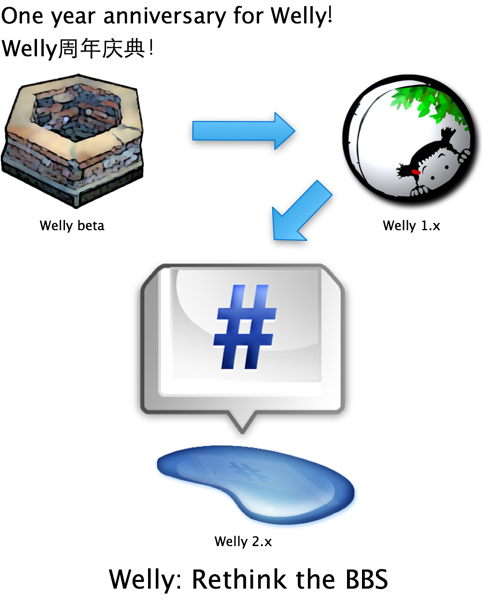 One year anniversary for Welly!
Welly周年庆典！
Welly beta
Welly 1.x
#
Welly 2.x
Welly: Rethink the BBS